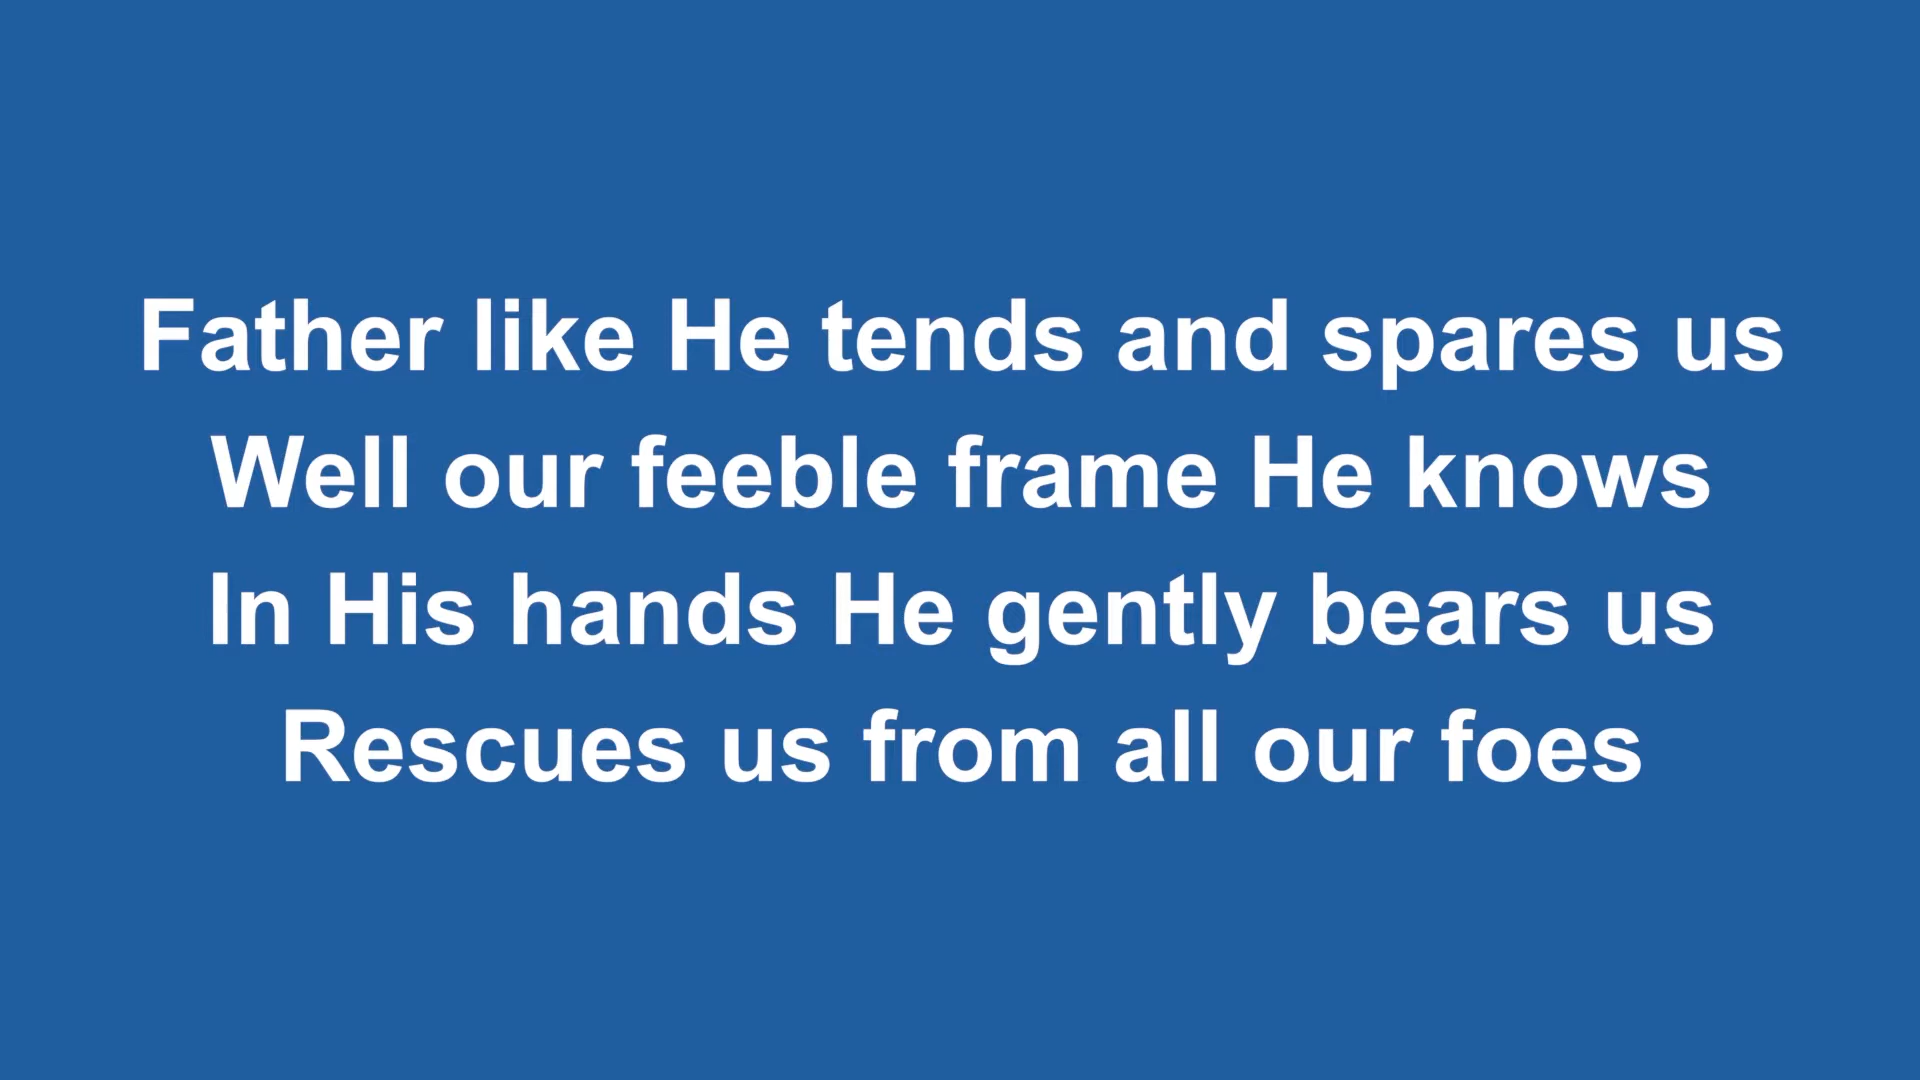 Father like He tends and spares us
Well our feeble frame He knows
In His hands He gently bears us
Rescues us from all our foes